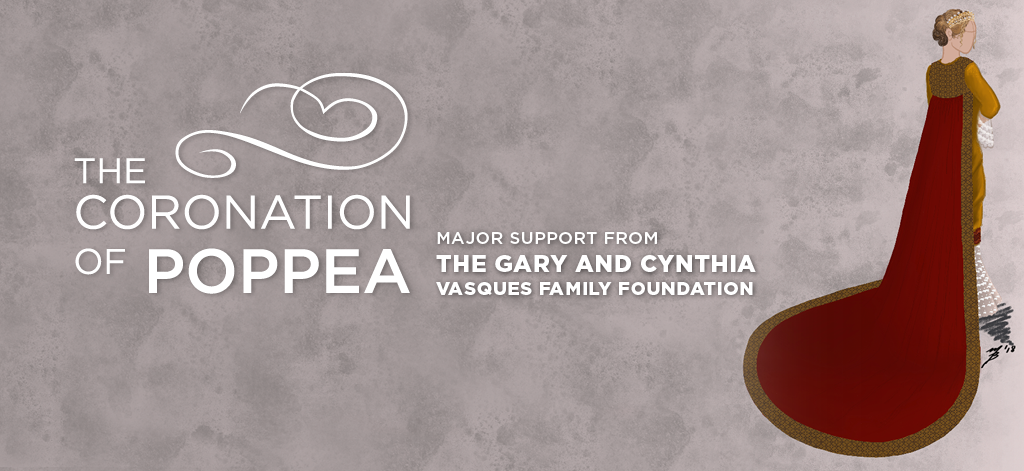 THE
CORONATION
OF POPPEA
MAJOR SUPPORT FROM
THE GARY AND CYNTHIA
VASQUES FAMILY FOUNDATION